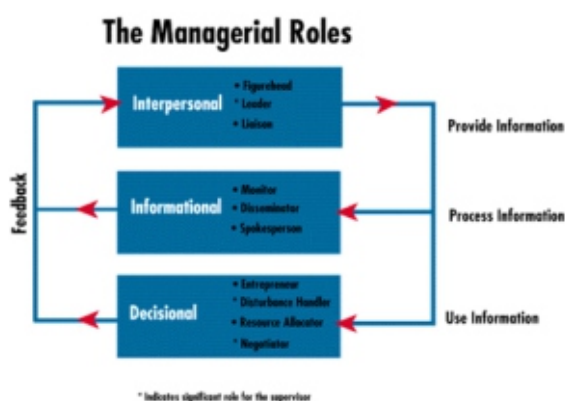 The Managerial Roles
Interpersonal
• Figurehead
* Leader
• Liaison
Provide Information
Feedback
Informational
• Monitor
• Disseminator
• Spokesperson
Process Information
Decisional
• Entrepreneur
* Disturbance Handler
• Resource Allocator
* Negotiator
Use Information
* Indicates significant role for the supervisor